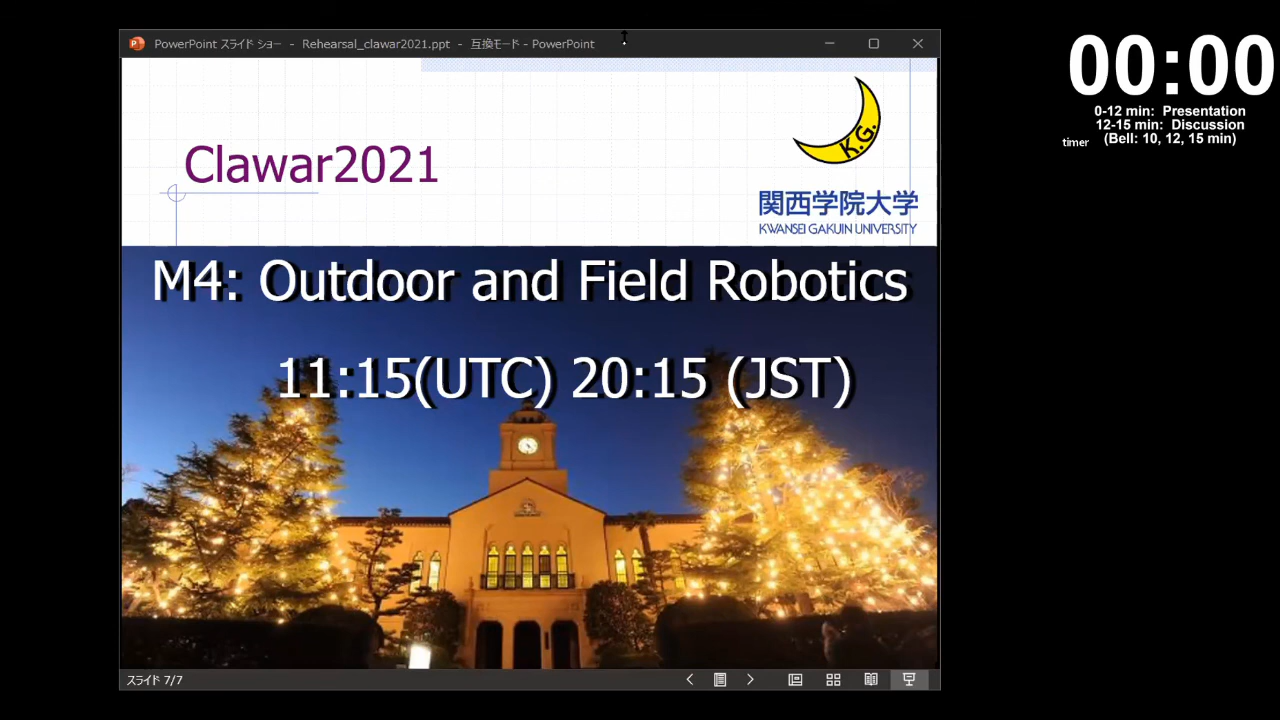 PowerPoint スライド ショー - Rehearsal_clawar2021.ppt - 互換モード - PowerPoint
00:00
0-12 min: Presentation
12-15 min: Discussion
timer (Bell: 10, 12, 15 min)
K.G.
Clawar2021
関西学院大学
KWANSEI GAKUIN UNIVERSITY
M4: Outdoor and Field Robotics
11:15(UTC) 20:15 (JST)
スライド 7/7